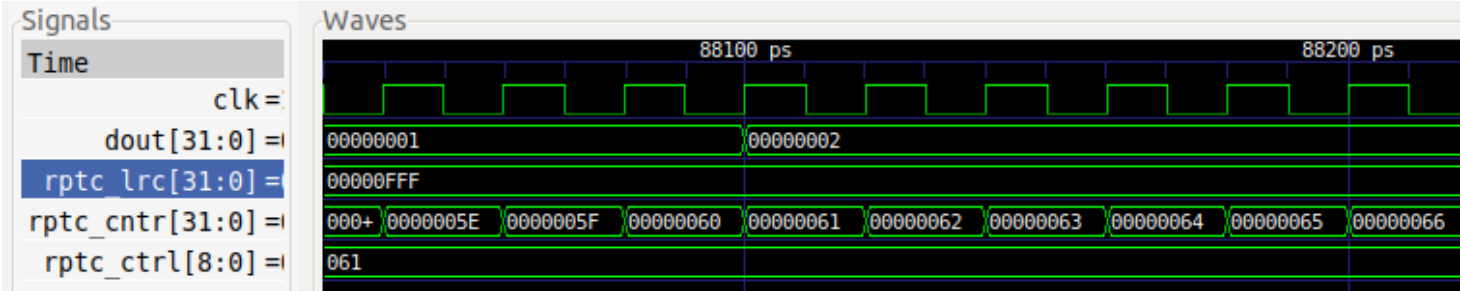 Signals
Waves
Time
88100 ps
88200 ps
clk =
dout[31:0] =
00000001
00000002
rptc_lrc[31:0] =
00000FFF
rptc_cntr[31:0] =
000+ 0000005E 0000005F 00000060 00000061 00000062 00000063 00000064 00000065 00000066
rptc_ctrl[8:0] =
061